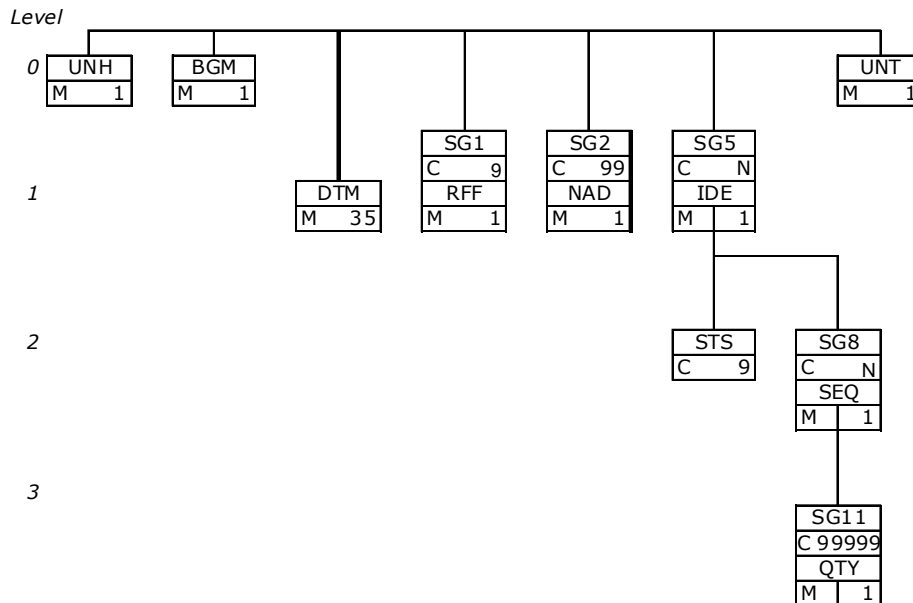 Level
0 UNH BGM UNT
M 1 M 1 M 1
SG1 SG2 SG5
C 9 C 99 C N
1 DTM RFF NAD IDE
M 35 M 1 M 1 M 1
2 STS SG8
C 9 C N
SEQ
M 1
3
SG11
C 99999
QTY
M 1